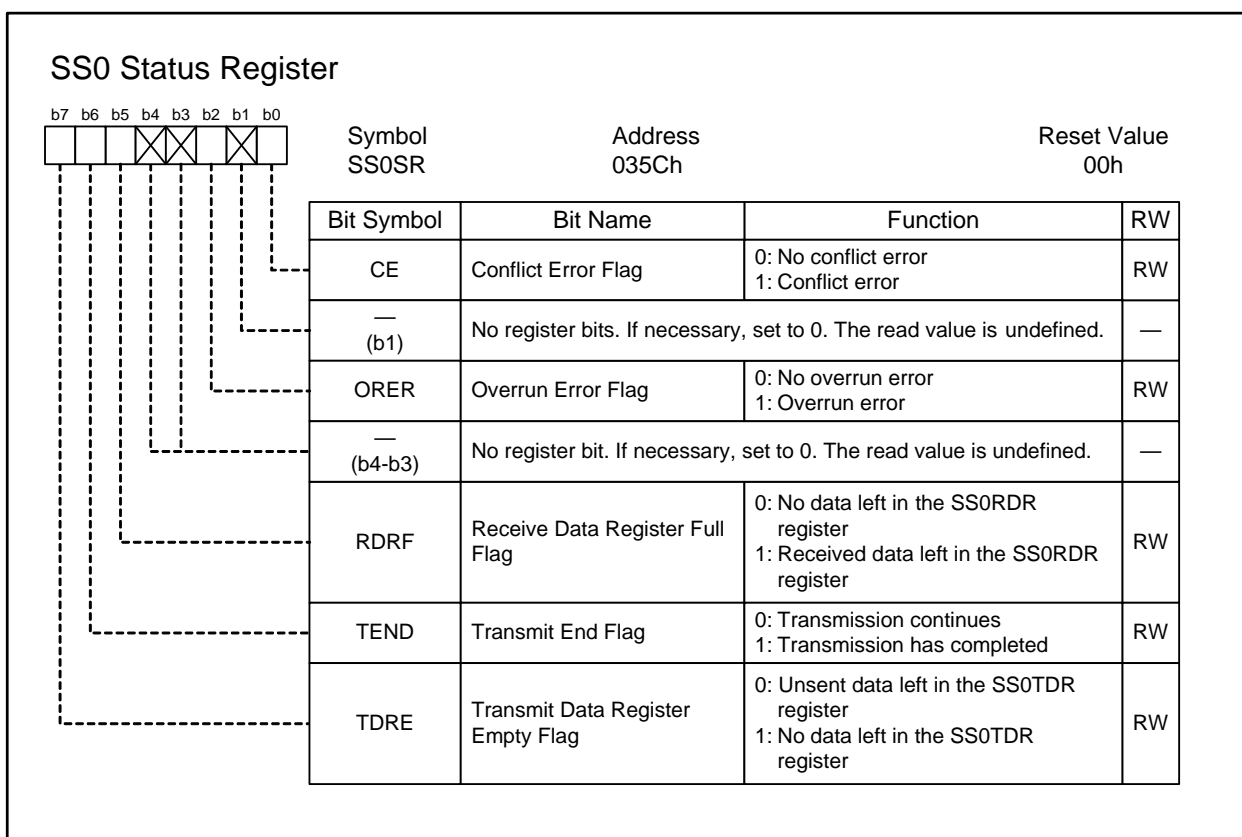 SS0 Status Register
b7 b6 b5 b4 b3 b2 b1 b0
Symbol Address Reset Value
SS0SR 035Ch 00h
Bit Symbol Bit Name Function RW
CE Conflict Error Flag 0: No conflict error
1: Conflict error RW
—
(b1) No register bits. If necessary, set to 0. The read value is undefined. —
ORER Overrun Error Flag 0: No overrun error
1: Overrun error RW
—
(b4-b3) No register bit. If necessary, set to 0. The read value is undefined. —
RDRF Receive Data Register Full
Flag 0: No data left in the SS0RDR
register
1: Received data left in the SS0RDR
register RW
TEND Transmit End Flag 0: Transmission continues
1: Transmission has completed RW
TDRE Transmit Data Register
Empty Flag 0: Unsent data left in the SS0TDR
register
1: No data left in the SS0TDR
register RW